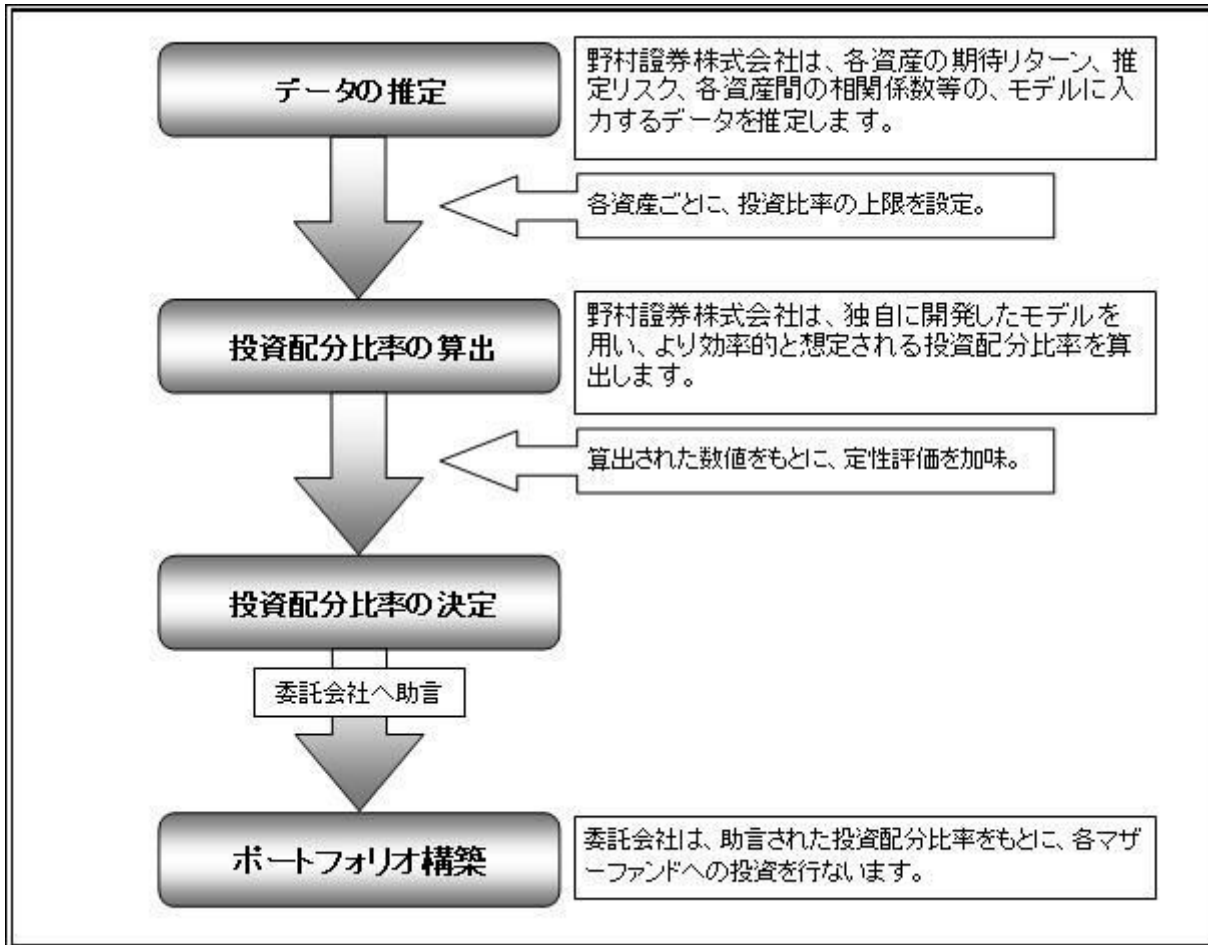 データの推定
野村證券株式会社は、各資産の期待リターン、推
定リスク、各資産間の相関係数等の、モデルに入
力するデータを推定します。
各資産ごとに、投資比率の上限を設定。
投資配分比率の算出
野村證券株式会社は、独自に開発したモデルを
用い、より効率的と想定される投資配分比率を算
出します。
算出された数値をもとに、定性評価を加味。
投資配分比率の決定
委託会社へ助言
ポートフォリオ構築
委託会社は、助言された投資配分比率をもとに、各マザ
ーファンドへの投資を行ないます。